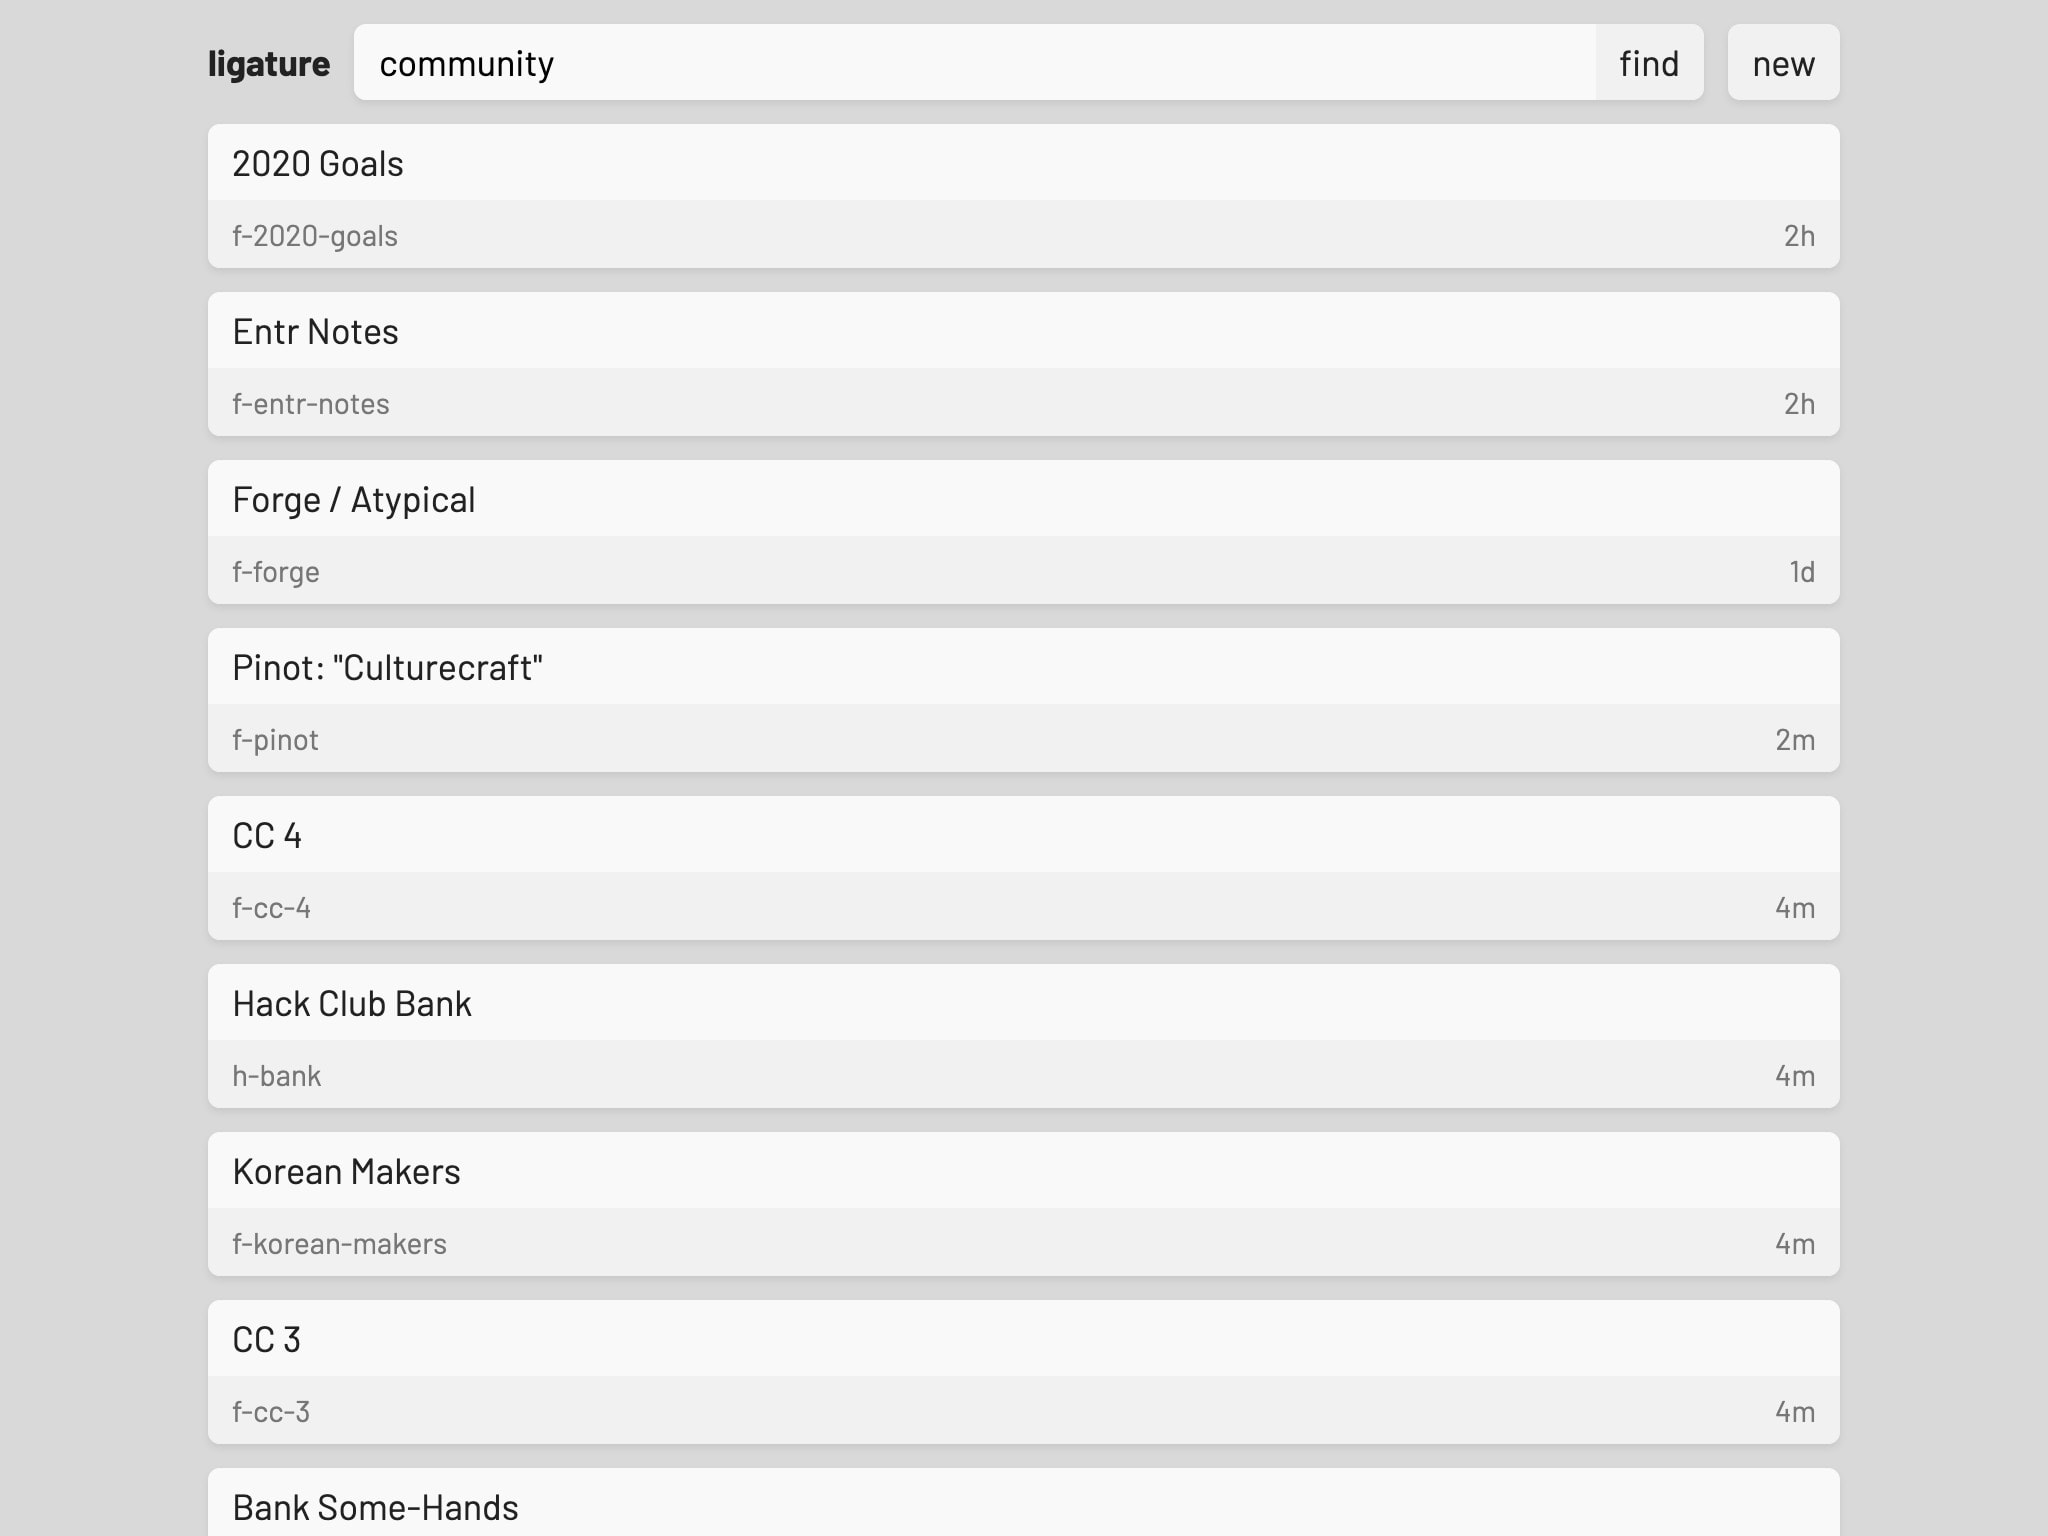 ligature community find new
2020 Goals
f-2020-goals 2h
Entr Notes
f-entr-notes 2h
Forge / Atypical
f-forge 1d
Pinot: "Culturecraft"
f-pinot 2m
CC 4
f-cc-4 4m
Hack Club Bank
h-bank 4m
Korean Makers
f-korean-makers 4m
CC 3
f-cc-3 4m
Bank Some-Hands